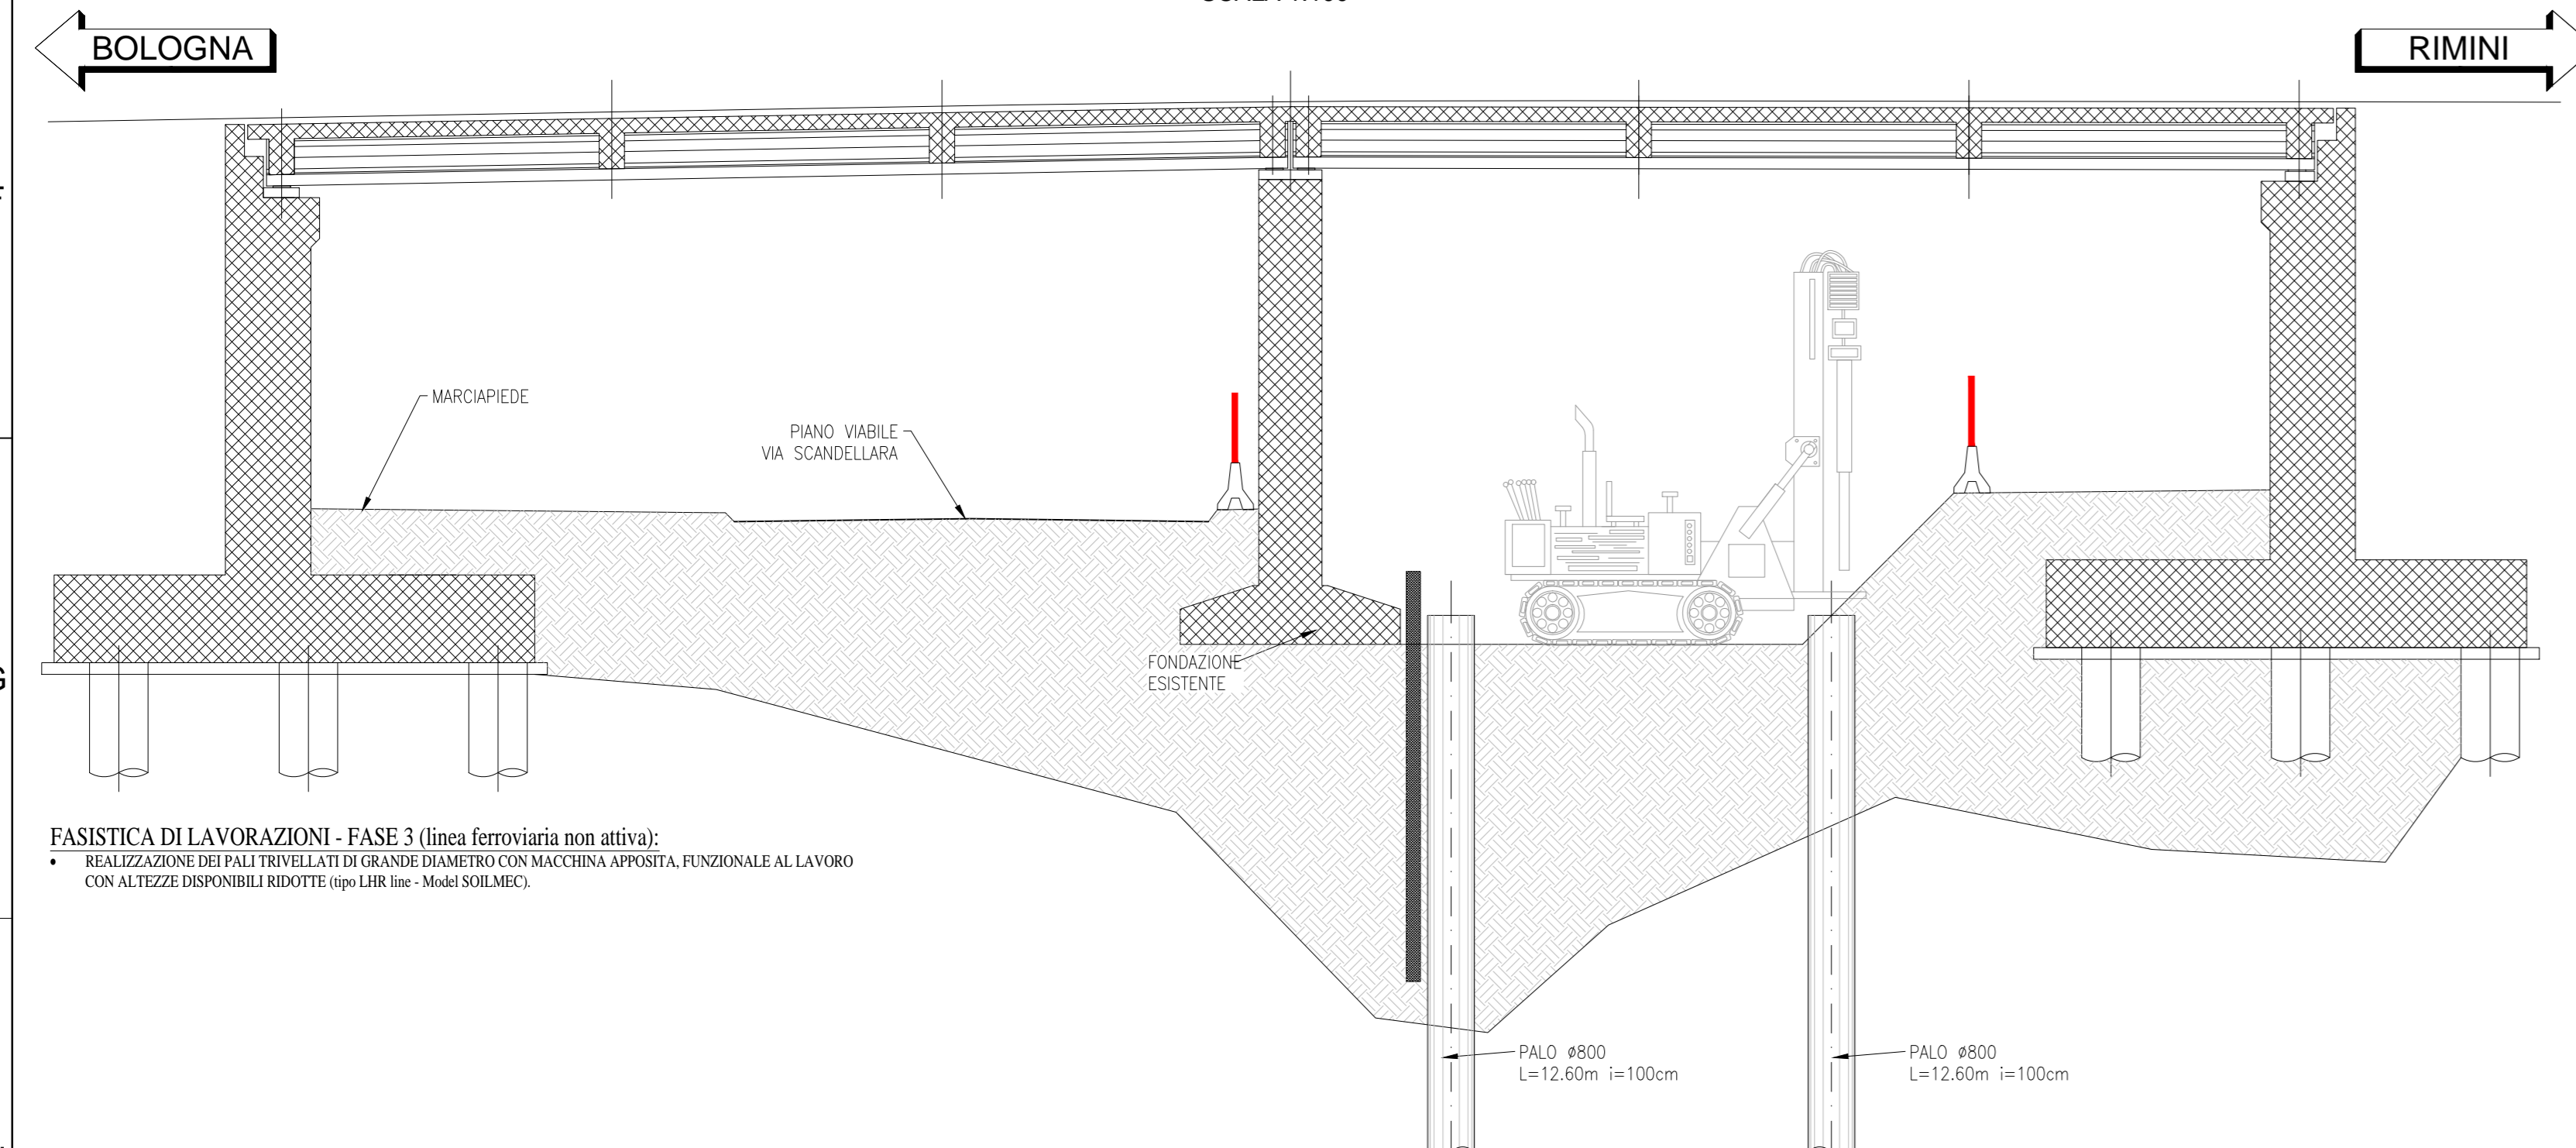 BOLOGNA
RIMINI
MARCIAPIEDE
PIANO VIABILE
VIA SCANDELLARA
FONDAZIONE
ESISTENTE
FASISTICA DI LAVORAZIONI - FASE 3 (linea ferroviaria non attiva):
• REALIZZAZIONE DEI PALI TRIVELLATI DI GRANDE DIAMETRO CON MACCHINA APPOSITA, FUNZIONALE AL LAVORO
CON ALTEZZE DISPONIBILI RIDOTTE (tipo LHR line - Model SOILMEC).
PALO ø800
L=12.60m i=100cm
PALO ø800
L=12.60m i=100cm